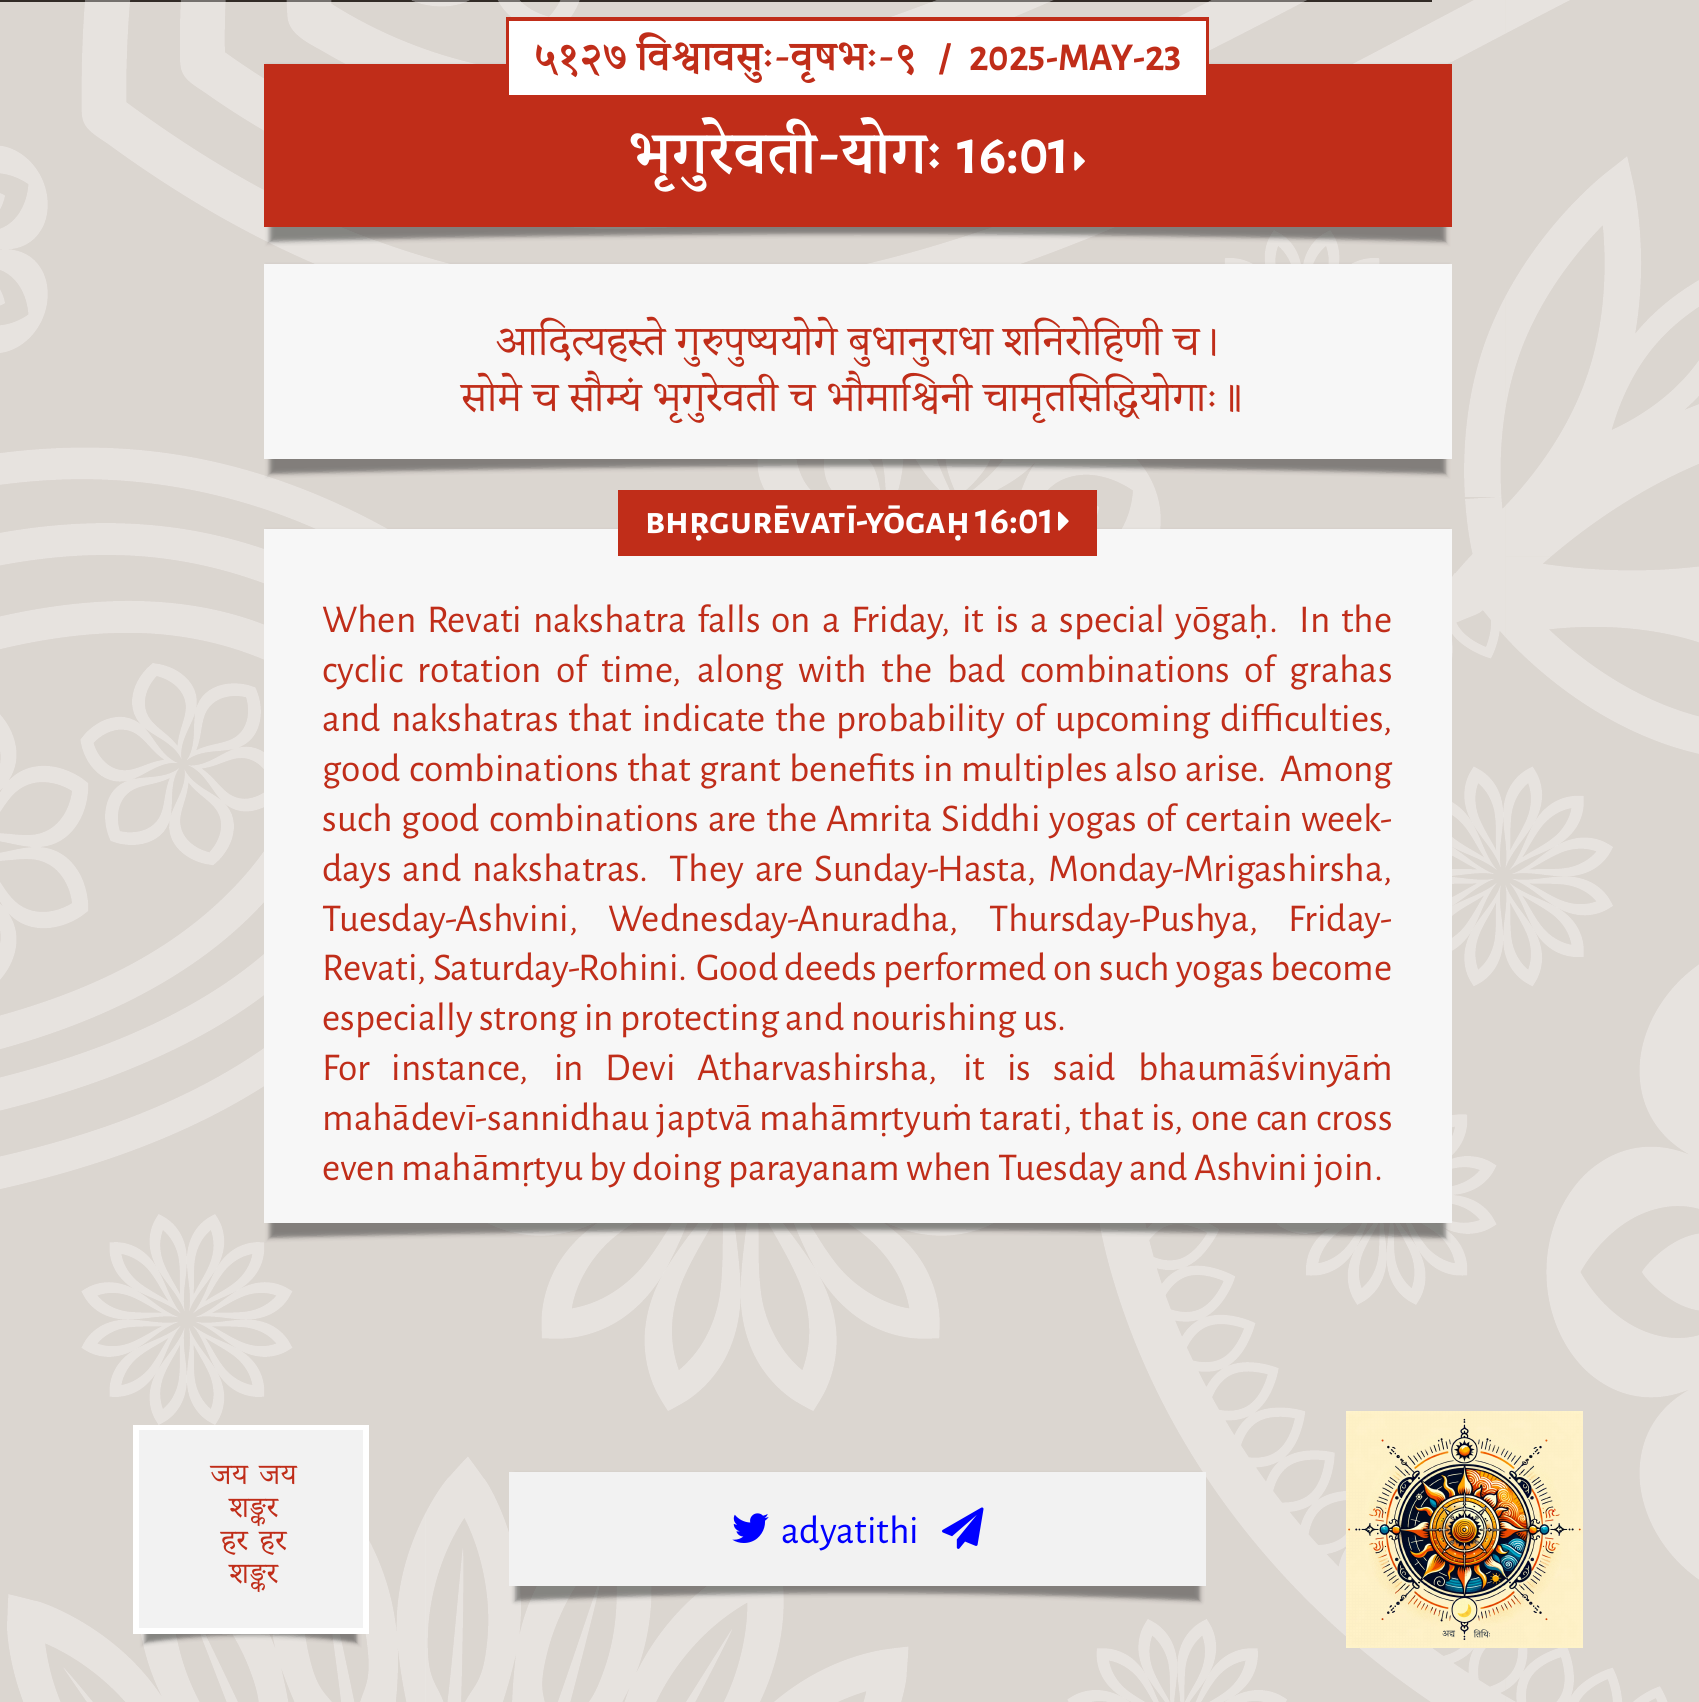 ५१२७ विश्वावसुः-वृषभः-९ / 2025-MAY-23
भृगुरेवती-योगः 16:01▸
आदित्यहस्ते गुरुपुष्ययोगे बुधानुराधा शनिरोहिणी च।
सोमे च सौम्यं भृगुरेवती च भौमाश्विनी चामृतसिद्धियोगाः॥
BHṚGURĒVATĪ-YŌGAḤ 16:01▸
When Revati nakshatra falls on a Friday, it is a special yōgaḥ. In the
cyclic rotation of time, along with the bad combinations of grahas
and nakshatras that indicate the probability of upcoming difficulties,
good combinations that grant benefits in multiples also arise. Among
such good combinations are the Amrita Siddhi yogas of certain week-
days and nakshatras. They are Sunday-Hasta, Monday-Mrigashirsha,
Tuesday-Ashvini, Wednesday-Anuradha, Thursday-Pushya, Friday-
Revati, Saturday-Rohini. Good deeds performed on such yogas become
especially strong in protecting and nourishing us.
For instance, in Devi Atharvashirsha, it is said bhaumāśvinyāṁ
mahādevī-sannidhau japtvā mahāmṛtyuṁ tarati, that is, one can cross
even mahāmṛtyu by doing parayanam when Tuesday and Ashvini join.
जय जय
शङ्कर
हर हर
शङ्कर
adyatithi
अद्य तिथिः